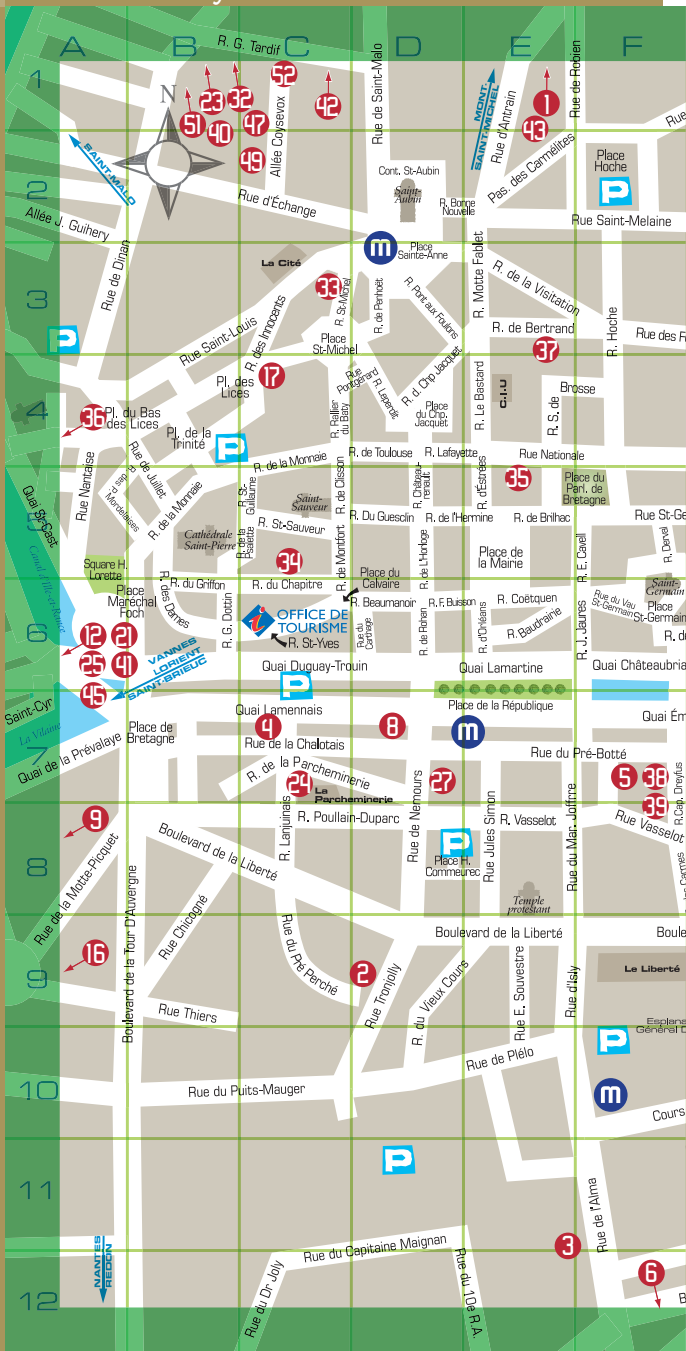 A B C D E F
R. G. Tardif
1
52
23
32
42
51
40
47
49
N
Allée Coysevox
Rue de Saint-Malo
MONT-
SAINT-MICHEL
Rue d'Antrain
1
43
Rue de Robien
Rue
Pas. des Carmélites
Place
Hoche
P
SAINT-MALO
2
Cont. St-Aubin
Saint-
Aubin
R. Bonne
Nouvelle
Rue d'Échange
Rue Saint-Melaine
Allée J. Guihery
Rue de Dinan
m
Place
Sainte-Anne
La Cité
3
33
R. St-Michel
R. de Penhoët
R. Pont aux Foulons
R. Motte Fablet
R. de la Visitation
R. de Bertrand
R. Hoche
Rue des F
37
P
Rue Saint-Louis
R. des Innocents
Place
St-Michel
Pl. des
Lices
17
Rue
Pontgérard
R. Leperdit
R. d. Chp Jacquet
R. Le Bastard
C.I.U
R. S. de
Brosse
4
36
Pl. du Bas
des Lices
Pl. de la
Trinité
P
R. Rallier
du Baty
Place
du Chp.
Jacquet
R. de la Monnaie
R. de Toulouse
R. Lafayette
Rue Nationale
Rue Nantaise
Rue de Juillet
R. des P.
Mordelaises
R. de la Monnaie
R. St-
Guillaume
Saint-
Sauveur
R. de Clisson
R. Château-
renault
R. d'Estrées
35
Place du
Parl. de
Bretagne
5
Quai St-Cast
Canal d'Ille-et-Rance
Cathédrale
Saint-Pierre
R. de la
Psalette
R. St-Sauveur
R. Du Guesclin
R. de l'Hermine
R. de Brilhac
Rue St-Ge
34
R. de Montfort
R. de L'Horloge
Place de
la Mairie
R. E. Cavell
R. Derval
Square H.
Lorette
R. du Griffon
R. du Chapitre
Place du
Calvaire
Saint-
Germain
Place
Maréchal
Foch
R. des Dames
R. G. Dottin
i
OFFICE DE
TOURISME
R. Beaumanoir
R. F. Buisson
R. Coëtquen
Rue du Vau
St-Germain
Place
St-Germain
6
12
21
25
41
45
R. St-Yves
Rue du
Carthage
R. de Rohan
R. d'Orléans
R. Baudrairie
R. J. Jaures
R. du
VANNES
LORIENT
SAINT-BRIEUC
Quai Duguay-Trouin
Quai Lamartine
Quai Châteaubria
P
Saint-Cyr
La Vilaine
Quai Lamennais
Place de la République
Quai Ém
Place de
Bretagne
4
8
m
7
Quai de la Prévalaye
Rue de la Chalotais
Rue du Pré-Botté
R. de la Parcheminerie
24
La
Parcheminerie
27
5
38
39
R.Cap. Dreyfus
9
R. Lanjuinais
R. Poullain-Duparc
Rue de Nemours
Rue Jules Simon
R. Vasselot
Rue du Mar. Joffrre
Rue Vasselot
8
Boulevard de la Liberté
P
Place H.
Commeurec
Rue de la Motte-Picquet
Boulevard de la Tour D'Auvergne
Temple
protestant
Rue Chicogné
Rue du Pré Perché
Boulevard de la Liberté
Boule
16
9
2
Rue Tronjolly
R. du Vieux Cours
Rue E. Souvestre
Rue d'Isly
Le Liberté
Rue Thiers
Esplana
Général D
P
Rue de Plélo
10
Rue du Puits-Mauger
m
Cours
P
11
Rue de l'Alma
3
NANTES
REDON
Rue du Capitaine Maignan
6
12
Rue du Dr Joly
Rue du 10e R.A.
B